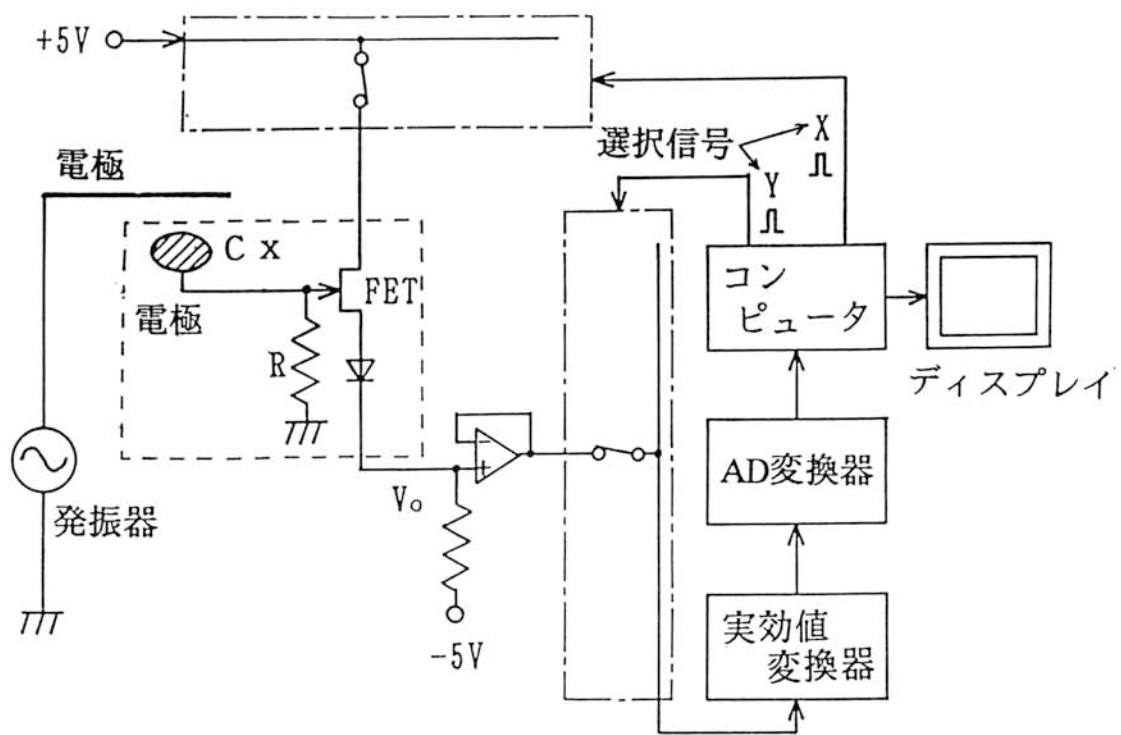 +5V
電極
選択信号
X
Y
Cx
電極
FET
R
コン
ピュータ
ディスプレイ
AD変換器
Vo
発振器
-5V
実効値
変換器